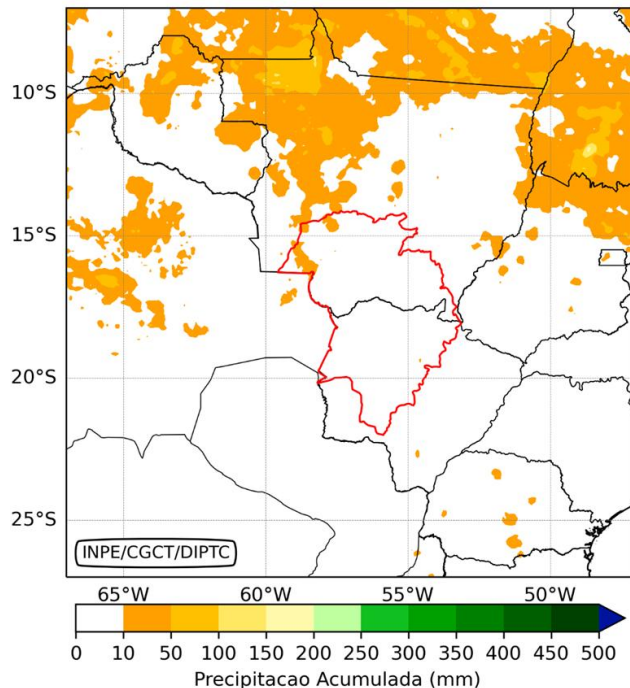 10°S
15°S
20°S
25°S
INPE/CGCT/DIPTC
65°W 60°W 55°W 50°W
0 10 50 100 150 200 250 300 350 400 450 500
Precipitacao Acumulada (mm)